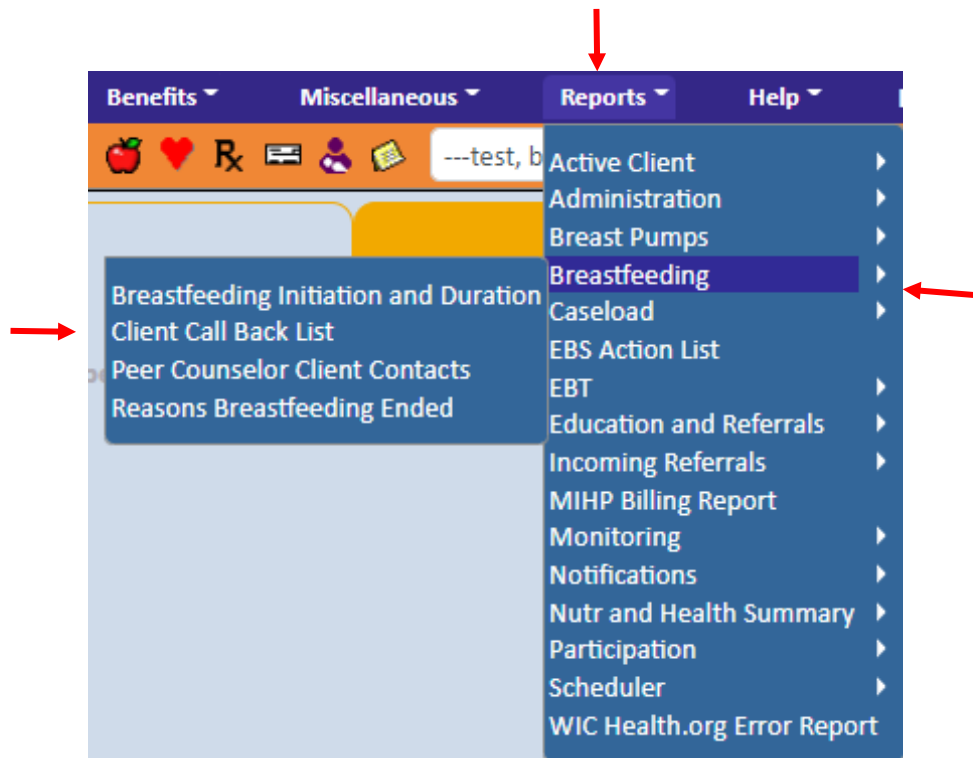 Benefits
Miscellaneous
Reports
Help
Rx
---test, b
Active Client
Administration
Breast Pumps
Breastfeeding
Caseload
EBS Action List
EBT
Education and Referrals
Incoming Referrals
MIHP Billing Report
Monitoring
Notifications
Nutr and Health Summary
Participation
Scheduler
WIC Health.org Error Report
Breastfeeding Initiation and Duration
Client Call Back List
Peer Counselor Client Contacts
Reasons Breastfeeding Ended